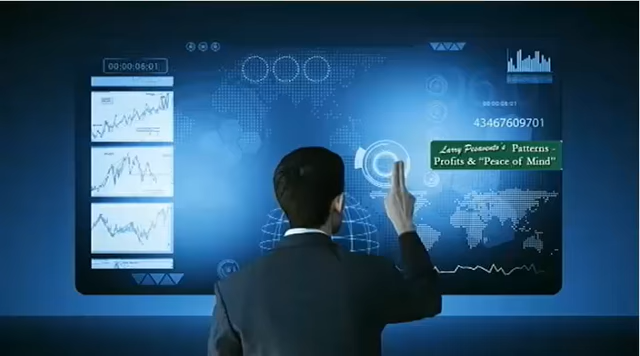 00:00:06:01
00:00:06:01
43467609701
Larry Pesavento's Patterns -
Profits & "Peace of Mind"